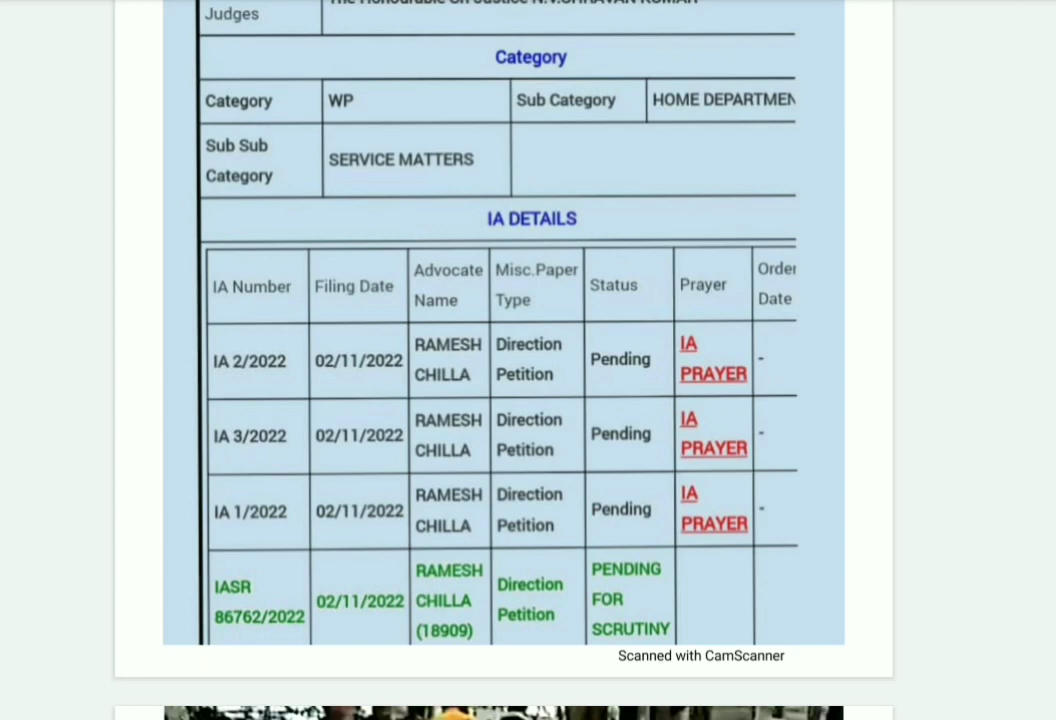 Judges
Category
Category WP Sub Category HOME DEPARTMEN
Sub Sub
Category
SERVICE MATTERS
IA DETAILS
IA Number Filing Date Advocate Name Misc.Paper Type Status Prayer Order Date
IA 2/2022 02/11/2022 RAMESH CHILLA Direction Petition Pending IA PRAYER -
IA 3/2022 02/11/2022 RAMESH CHILLA Direction Petition Pending IA PRAYER -
IA 1/2022 02/11/2022 RAMESH CHILLA Direction Petition Pending IA PRAYER -
IASR 86762/2022 02/11/2022 RAMESH CHILLA (18909) Direction Petition PENDING FOR SCRUTINY
Scanned with CamScanner